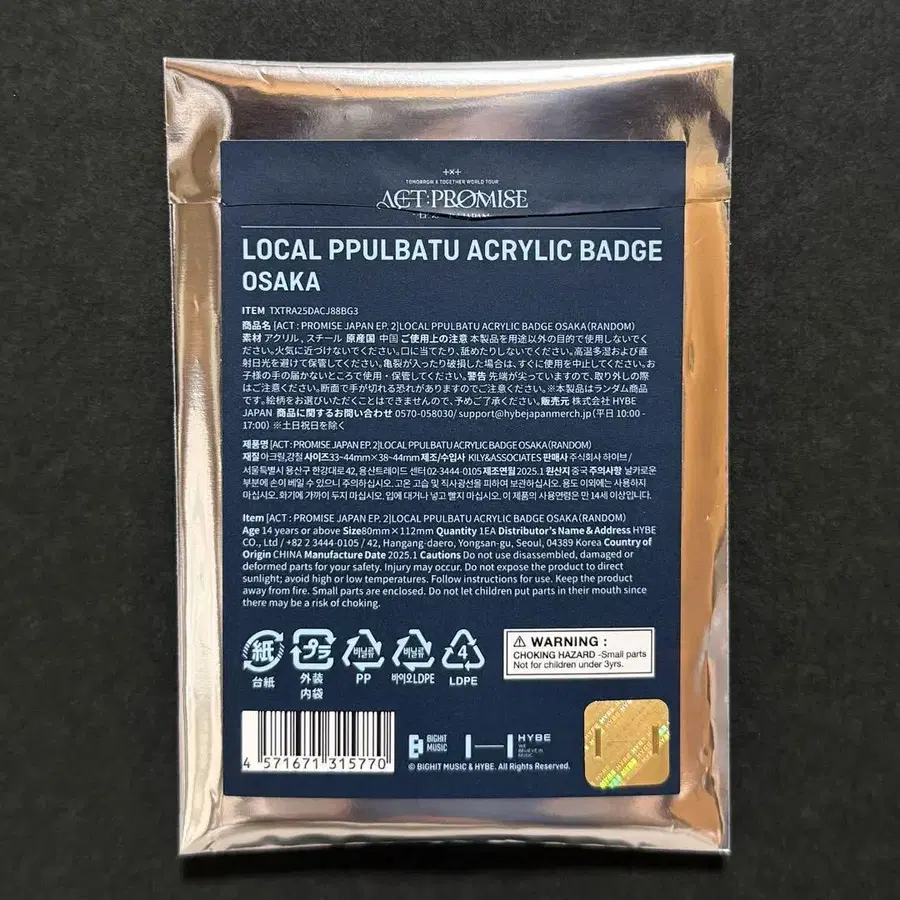 +×+
TOMORROW X TOGETHER WORLD TOUR
ACT:PROMISE
LOCAL PPULBATU ACRYLIC BADGE
OSAKA
ITEM TXTRA25DACJ88BG3
商品名 [ACT : PROMISE JAPAN EP. 2]LOCAL PPULBATU ACRYLIC BADGE OSAKA(RANDOM)
素材 アクリル, スチール 原産国 中国 ご使用上の注意 本製品を用途以外の目的で使用しないでく
ださい。火気に近づけないでください。口に当てたり、舐めたりしないでください。高温多湿および直
射日光を避けて保管してください。亀裂が入ったり破損した場合は、すぐに使用を中止してください。お
子様の手の届かないところで使用・保管してください。警告 先端が尖っていますので、取り外しの際
はご注意ください。断面で手が切れる恐れがありますのでご注意ください。※本製品はランダム商品
です。絵柄をお選びいただくことはできませんので、予めご了承ください。販売元 株式会社 HYBE
JAPAN 商品に関するお問い合わせ 0570-058030/ support@hybejapanmerch.jp(平日 10:00 -
17:00) ※土日祝日を除く
제품명 [ACT : PROMISE JAPAN EP. 2]LOCAL PPULBATU ACRYLIC BADGE OSAKA(RANDOM)
재질 아크릴,강철 사이즈 33~44mm×38~44mm 제조/수입사 KILY&ASSOCIATES 판매사 주식회사 하이브/
서울특별시 용산구 한강대로 42, 용산트레이드 센터 02-3444-0105 제조연월 2025.1 원산지 중국 주의사항 날카로운
부분에 손이 베일 수 있으니 주의하십시오. 고온 고습 및 직사광선을 피하여 보관하십시오. 용도 이외에는 사용하지
마십시오. 화기에 가까이 두지 마십시오. 입에 대거나 넣고 빨지 마십시오. 이 제품의 사용연령은 만 14세 이상입니다.
Item [ACT : PROMISE JAPAN EP. 2]LOCAL PPULBATU ACRYLIC BADGE OSAKA(RANDOM)
Age 14 years or above Size80mm×112mm Quantity 1EA Distributor's Name & Address HYBE
CO., Ltd / +82 2 3444-0105 / 42, Hangang-daero, Yongsan-gu, Seoul, 04389 Korea Country of
Origin CHINA Manufacture Date 2025.1 Cautions Do not use disassembled, damaged or
deformed parts for your safety. Injury may occur. Do not expose the product to direct
sunlight; avoid high or low temperatures. Follow instructions for use. Keep the product
away from fire. Small parts are enclosed. Do not let children put parts in their mouth since
there may be a risk of choking.
紙 プラ 비닐류 비닐류 4
台紙 外装 PP 바이오LDPE LDPE
内袋
⚠ WARNING :
CHOKING HAZARD -Small parts
Not for children under 3yrs.
4 571671 315770
BIGHIT
MUSIC
HYBE
WE
BELIEVE IN
MUSIC
© BIGHIT MUSIC & HYBE. All Rights Reserved.